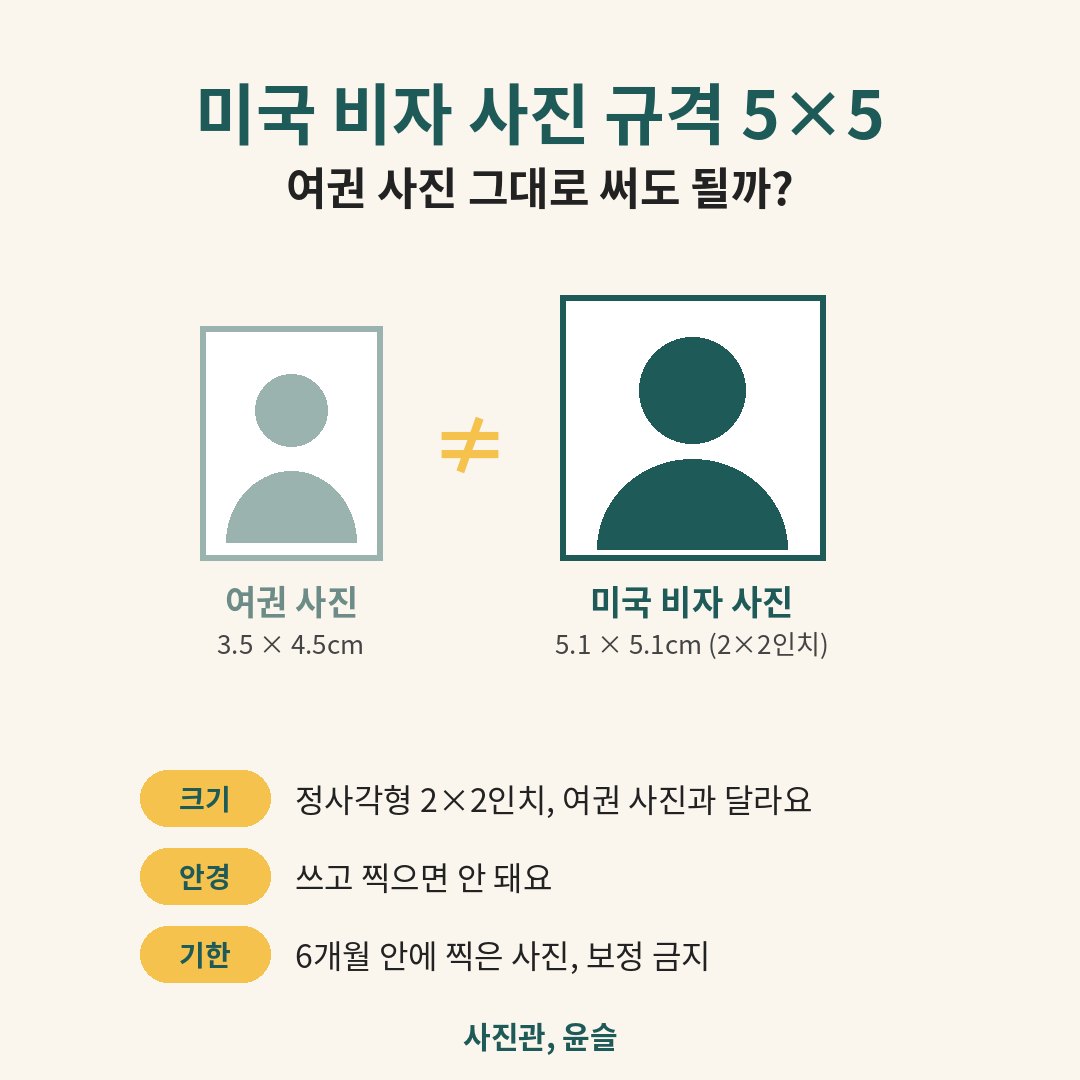 미국 비자 사진 규격 5×5
여권 사진 그대로 써도 될까?
≠
여권 사진
3.5 × 4.5cm
미국 비자 사진
5.1 × 5.1cm (2×2인치)
크기
정사각형 2×2인치, 여권 사진과 달라요
안경
쓰고 찍으면 안 돼요
기한
6개월 안에 찍은 사진, 보정 금지
사진관, 윤슬